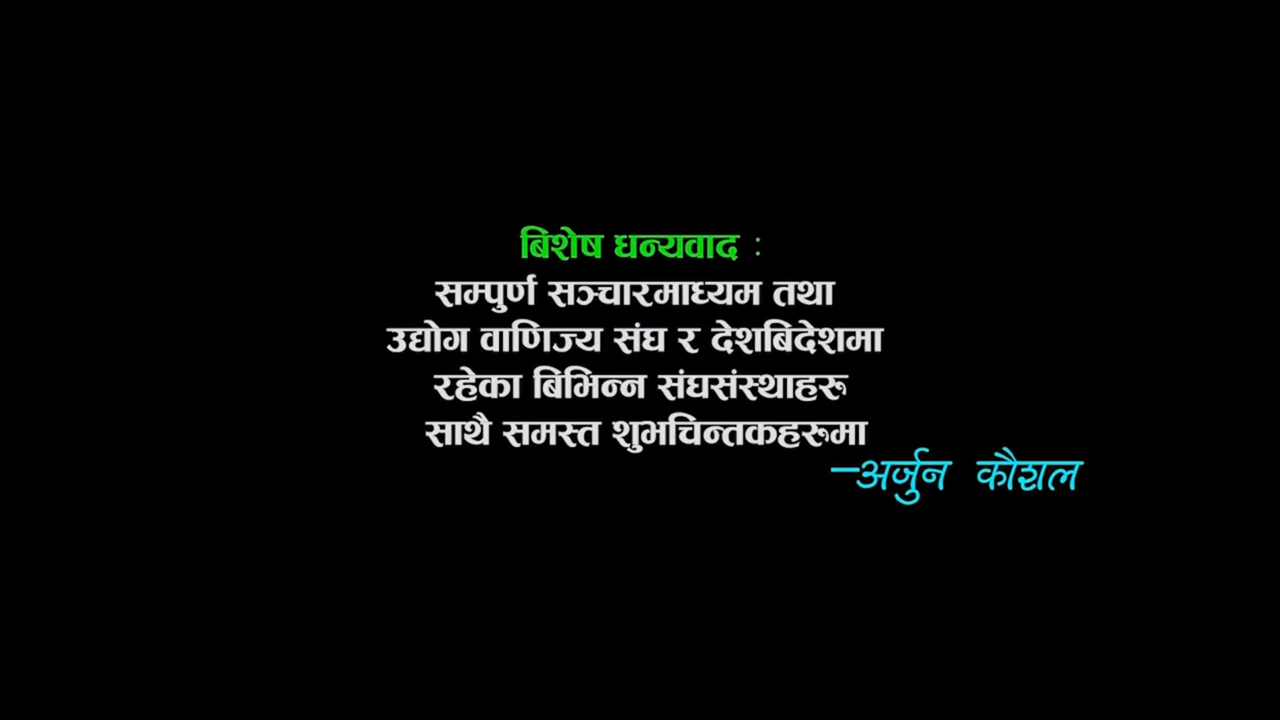 बिशेष धन्यवाद :
सम्पुर्ण सञ्चारमाध्यम तथा
उद्योग वाणिज्य संघ र देशबिदेशमा
रहेका बिभिन्न संघसंस्थाहरु
साथै समस्त शुभचिन्तकहरुमा
–अर्जुन कौशल